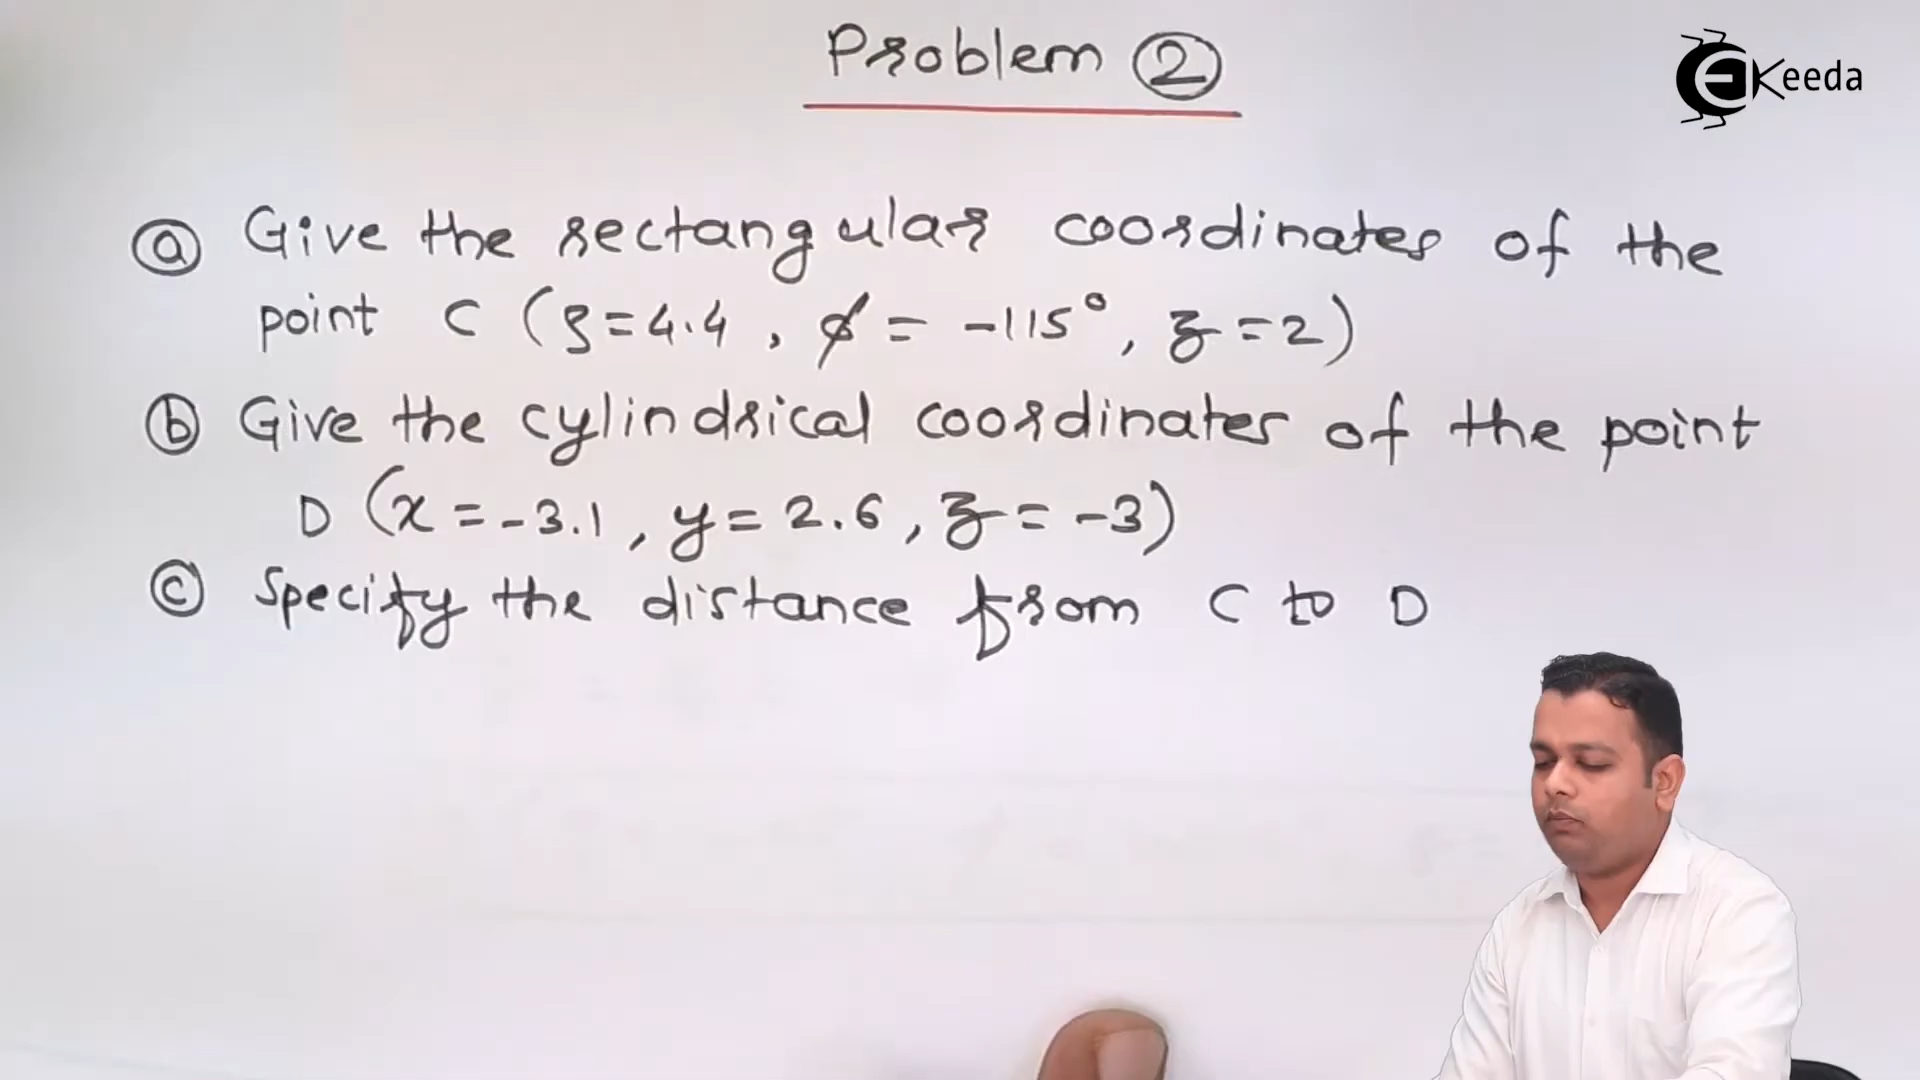 Problem ②
EKeeda
ⓐ Give the rectangular coordinates of the
point C (ρ=4.4, ϕ = -115°, z=2)
ⓑ Give the cylindrical coordinates of the point
D (x = -3.1, y = 2.6, z = -3)
ⓒ Specify the distance from C to D